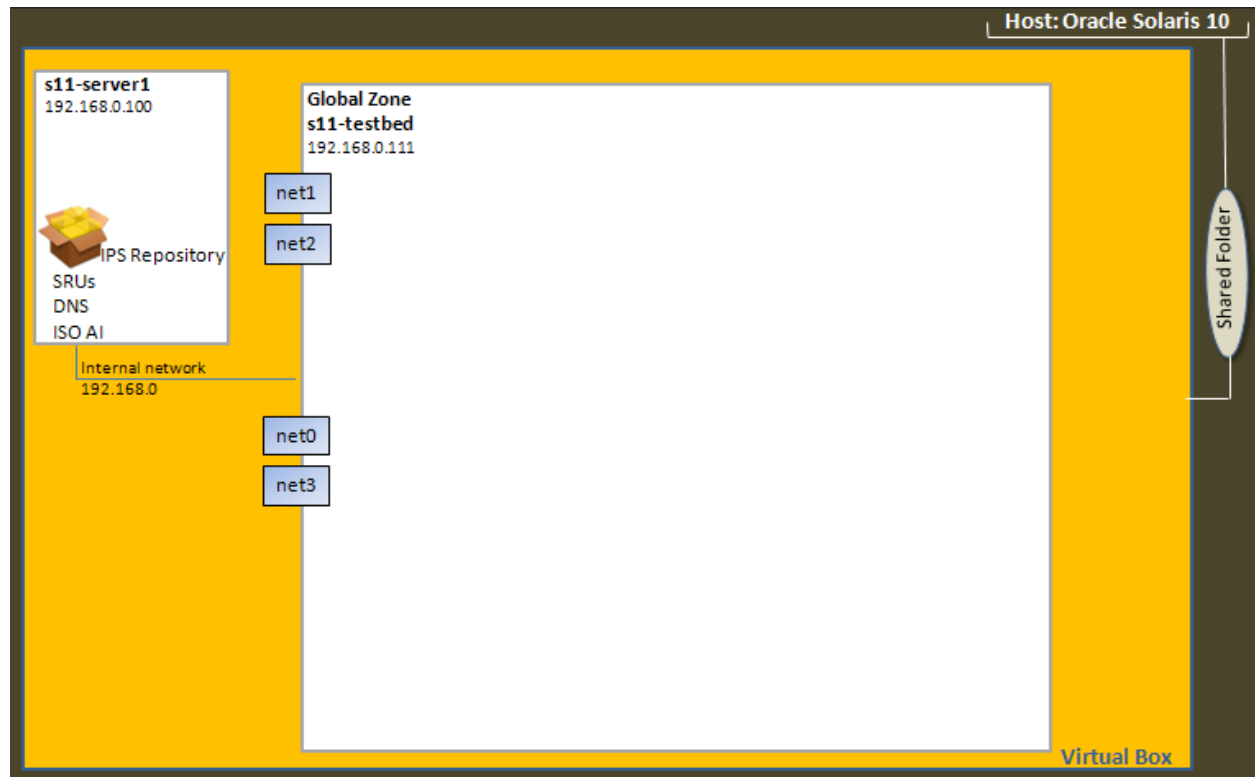 Host: Oracle Solaris 10
s11-server1
192.168.0.100
IPS Repository
SRUs
DNS
ISO AI
Internal network
192.168.0
Global Zone
s11-testbed
192.168.0.111
net1
net2
net0
net3
Shared Folder
Virtual Box